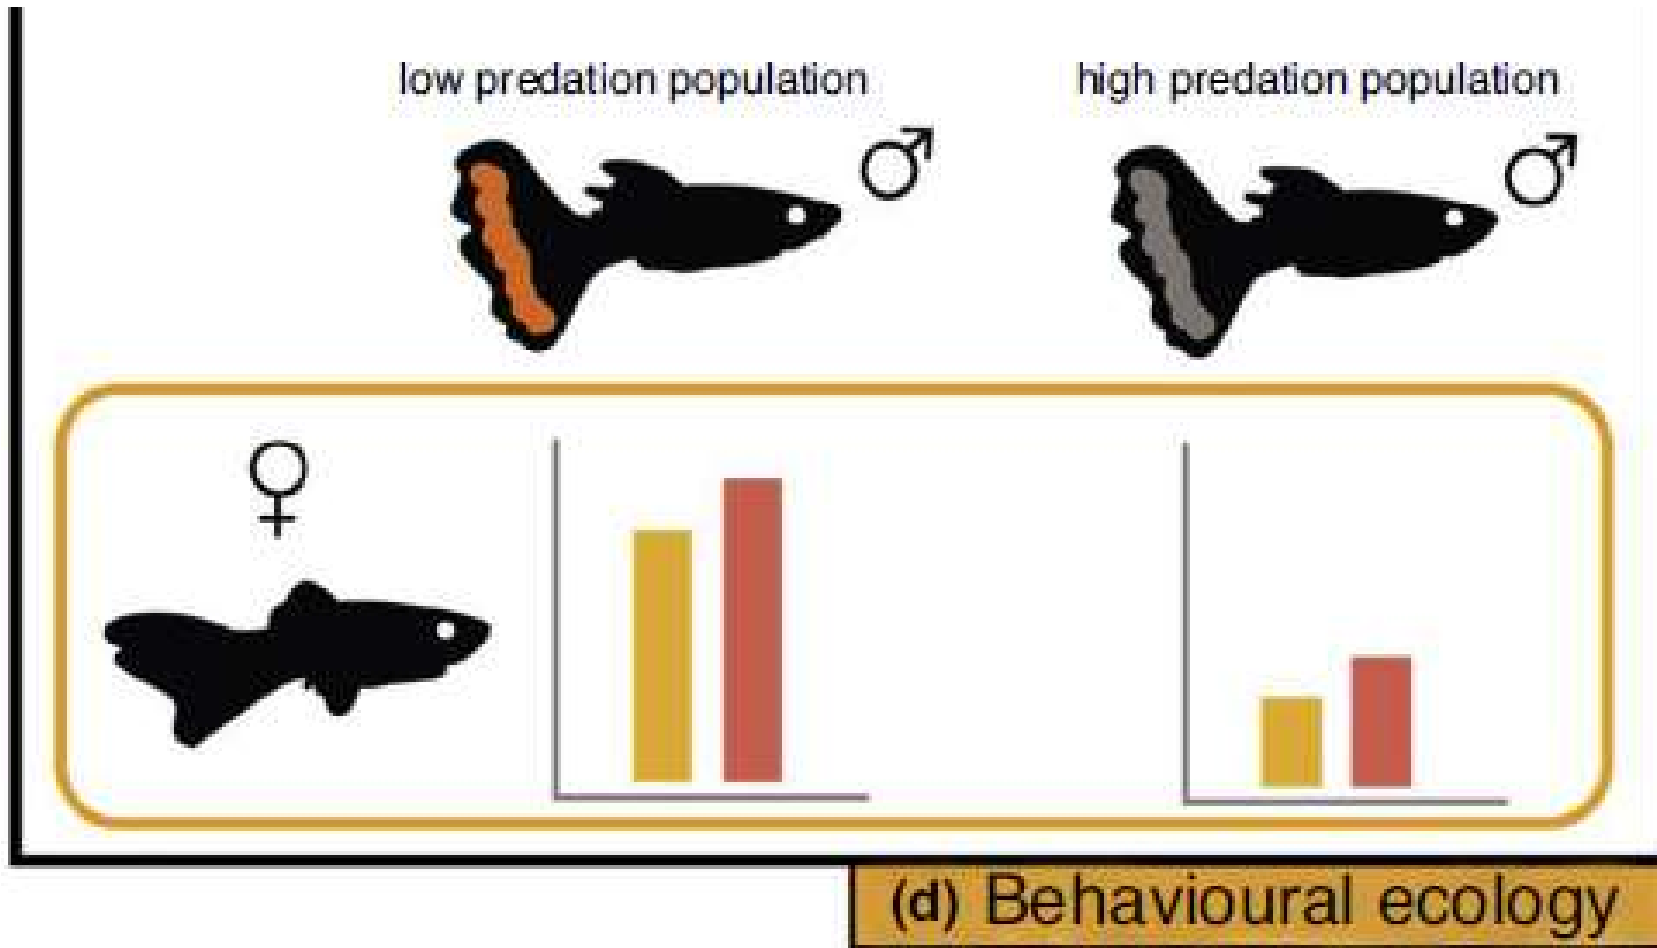 low predation population
high predation population
(d) Behavioural ecology